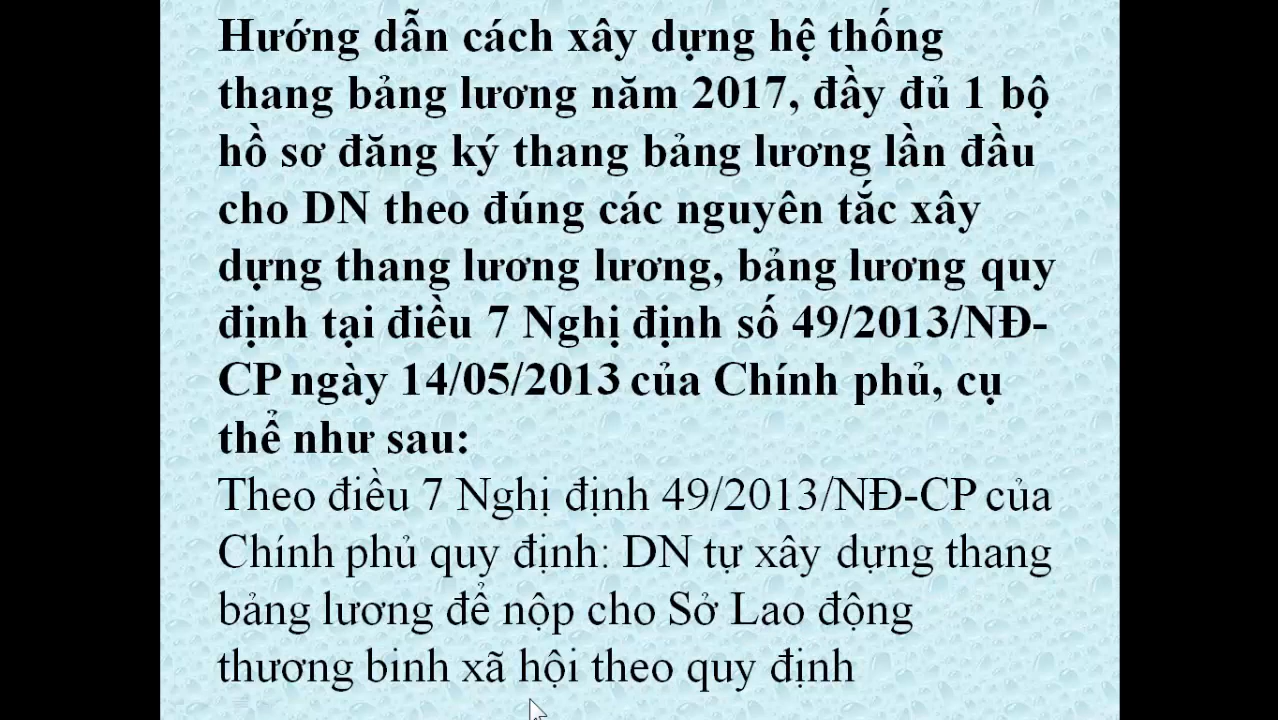 Hướng dẫn cách xây dựng hệ thống
thang bảng lương năm 2017, đầy đủ 1 bộ
hồ sơ đăng ký thang bảng lương lần đầu
cho DN theo đúng các nguyên tắc xây
dựng thang lương lương, bảng lương quy
định tại điều 7 Nghị định số 49/2013/NĐ-
CP ngày 14/05/2013 của Chính phủ, cụ
thể như sau:
Theo điều 7 Nghị định 49/2013/NĐ-CP của
Chính phủ quy định: DN tự xây dựng thang
bảng lương để nộp cho Sở Lao động
thương binh xã hội theo quy định